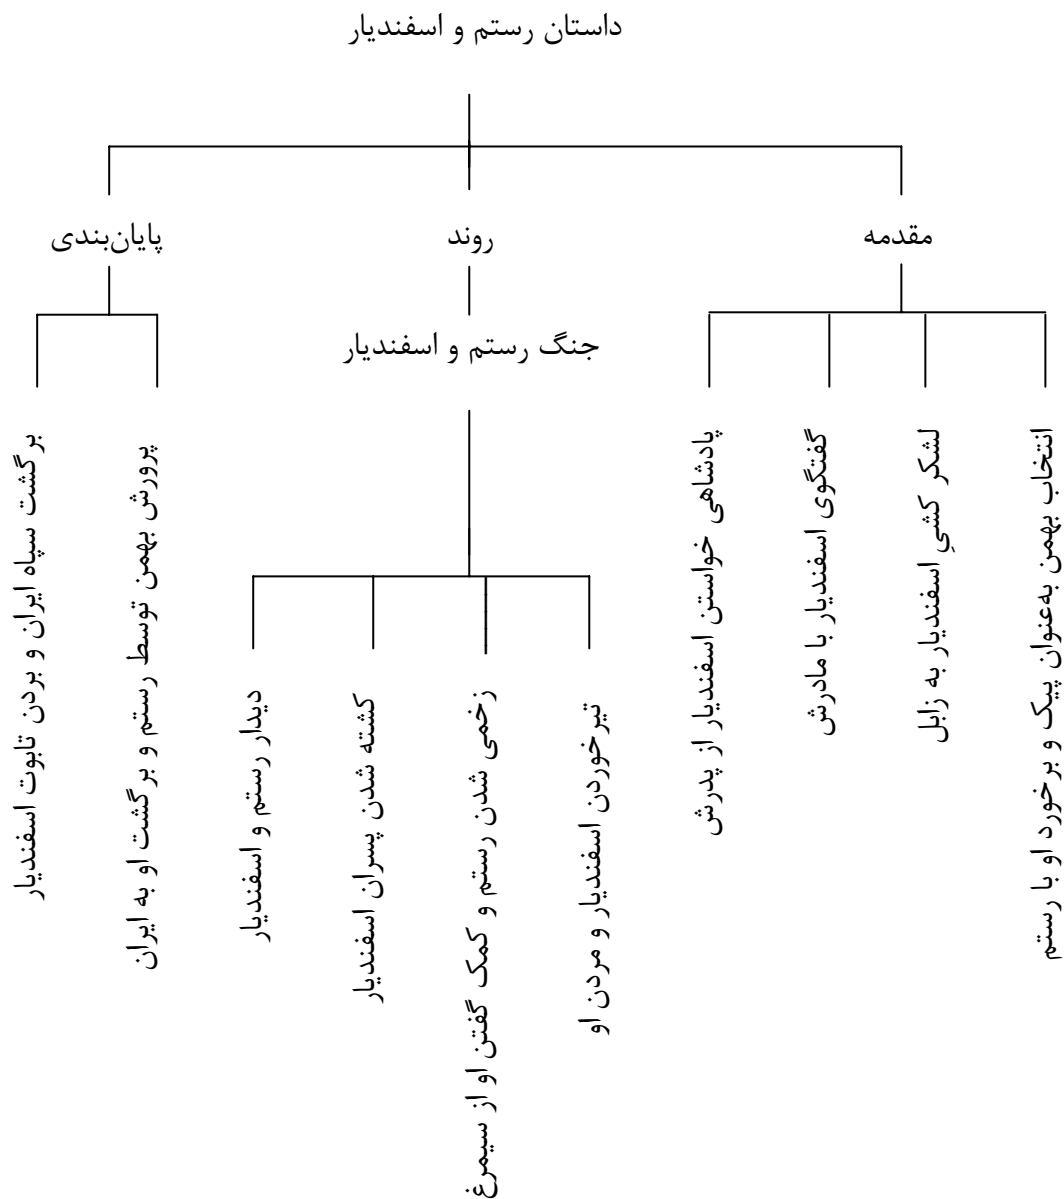 داستان رستم و اسفندیار
مقدمه
روند
پایان‌بندی
جنگ رستم و اسفندیار
انتخاب بهمن به‌عنوان پیک و برخورد او با رستم
لشکر کشیِ اسفندیار به زابل
گفتگوی اسفندیار با مادرش
پادشاهی خواستن اسفندیار از پدرش
تیرخوردن اسفندیار و مردن او
زخمی شدن رستم و کمک گفتن او از سیمرغ
کشته شدن پسران اسفندیار
دیدار رستم و اسفندیار
پرورش بهمن توسط رستم و برگشت او به ایران
برگشت سپاه ایران و بردن تابوت اسفندیار